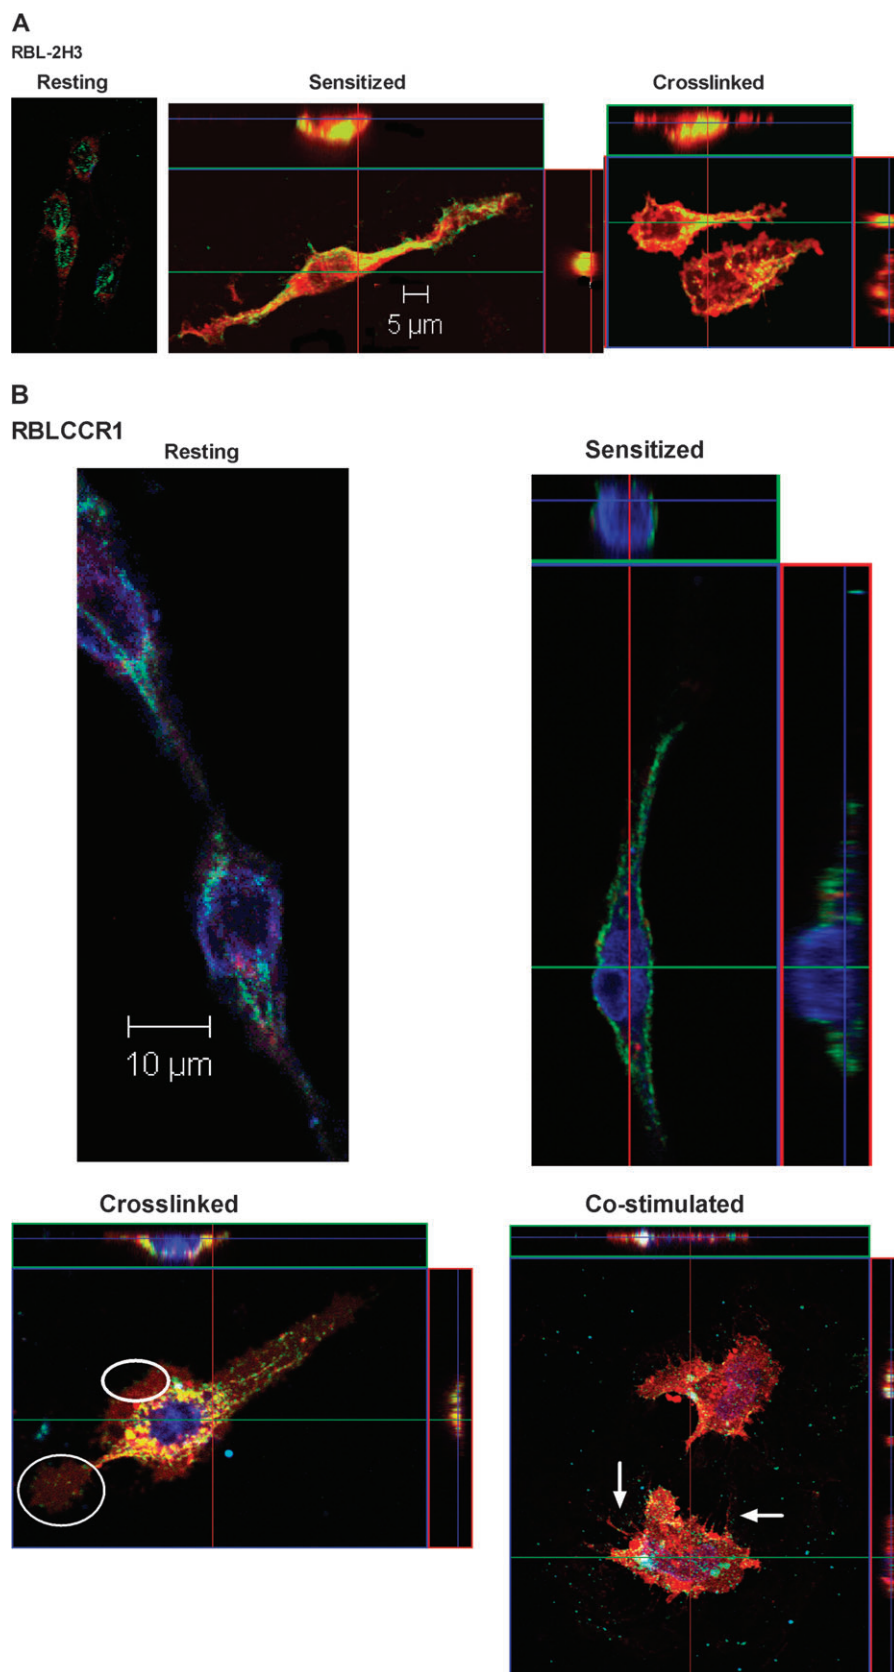 A
RBL-2H3
Resting
Sensitized
Crosslinked
5 µm
B
RBLCCR1
Resting
Sensitized
10 µm
Crosslinked
Co-stimulated